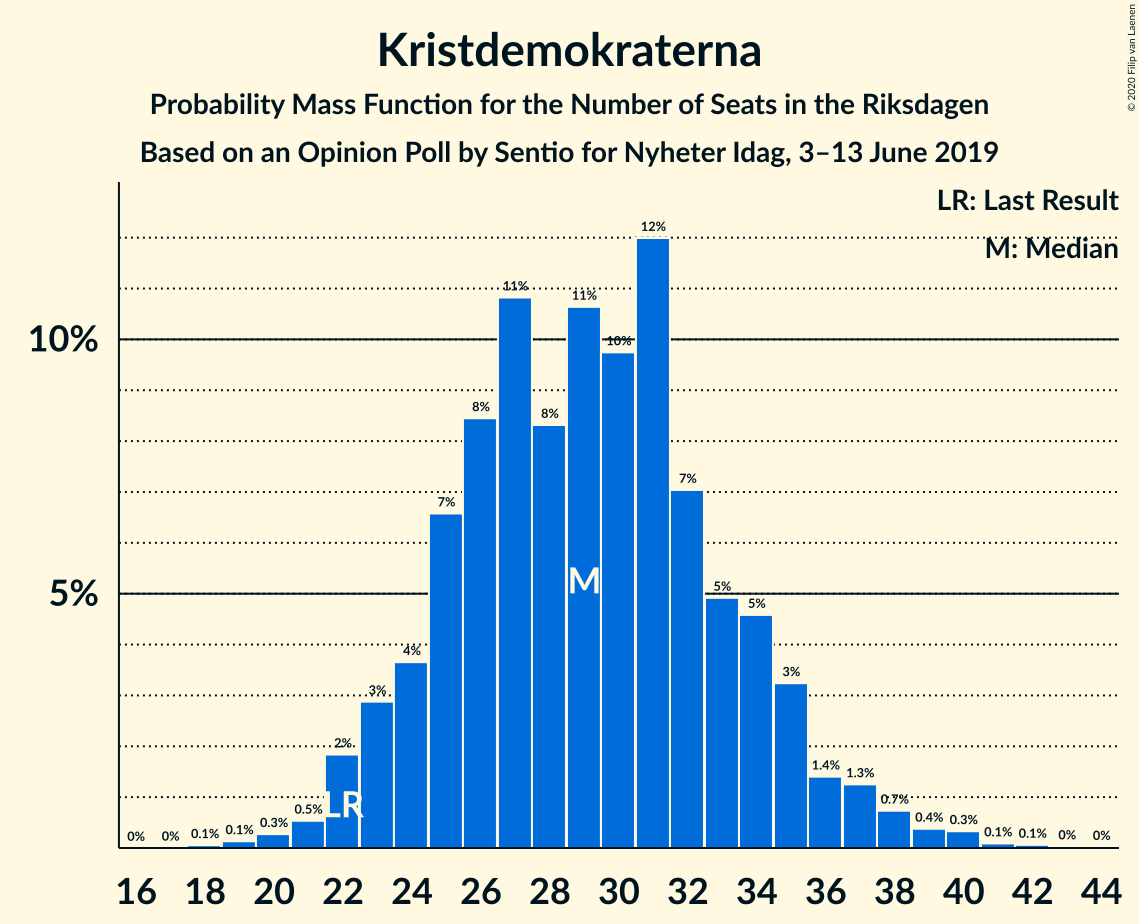 Kristdemokraterna
Probability Mass Function for the Number of Seats in the Riksdagen
Based on an Opinion Poll by Sentio for Nyheter Idag, 3–13 June 2019
© 2020 Filip van Laenen
LR: Last Result
M: Median
10%
5%
0% 0% 0.1% 0.1% 0.3% 0.5% 2% 3% 4% 7% 8% 11% 8% 11% 10% 12% 7% 5% 5% 3% 1.4% 1.3% 0.7% 0.4% 0.3% 0.1% 0.1% 0% 0%
M
LR
16 18 20 22 24 26 28 30 32 34 36 38 40 42 44